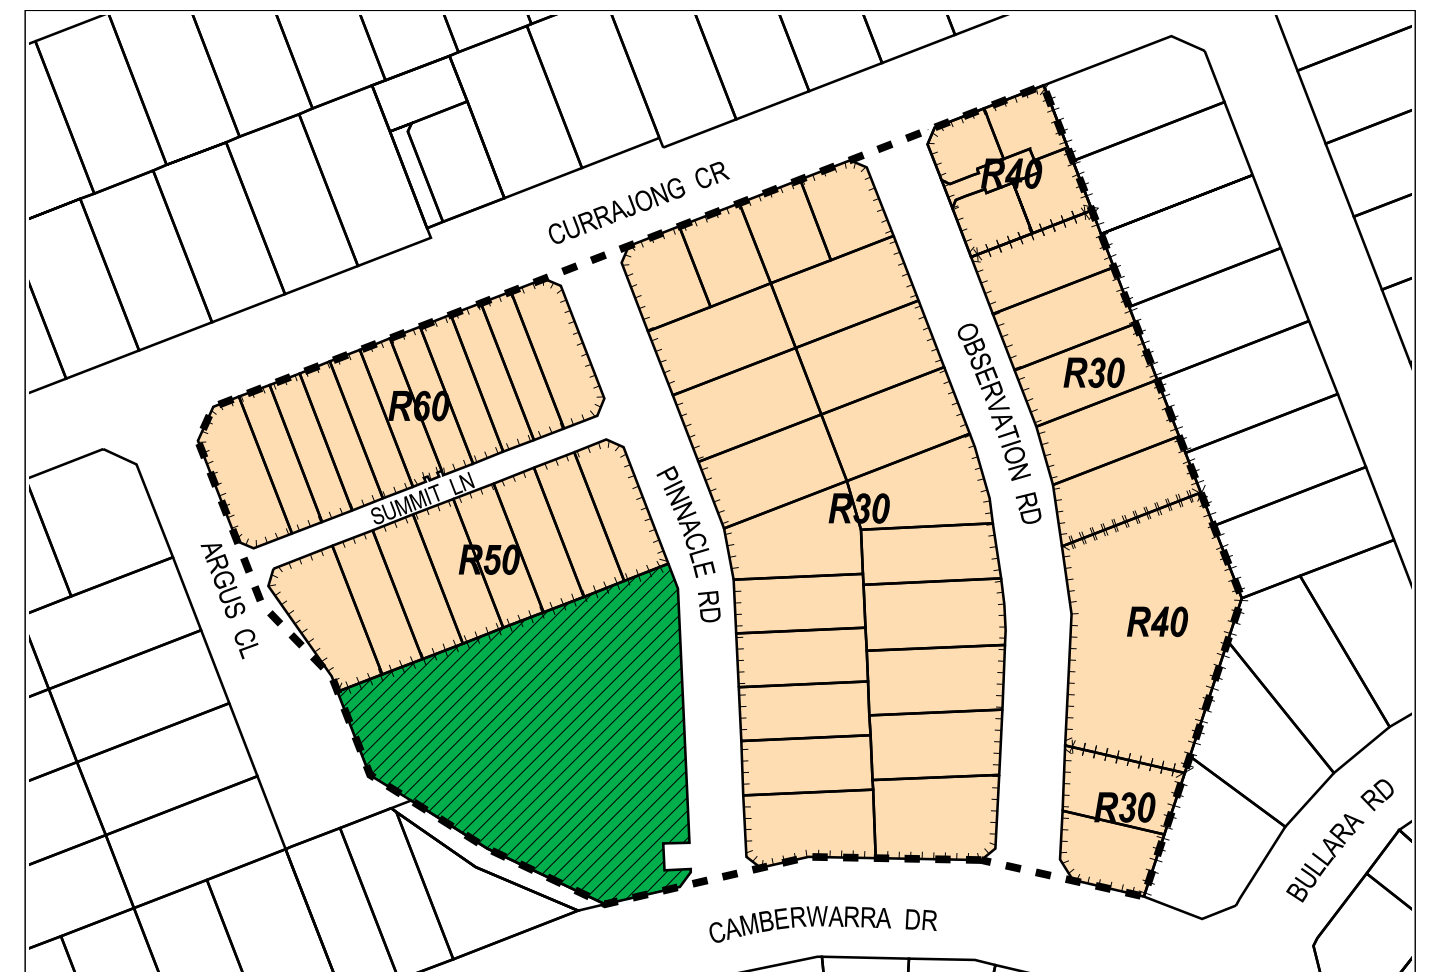 CURRAJONG CR
R40
OBSERVATION RD
R30
R60
SUMMIT LN
PINNACLE RD
R30
R50
ARGUS CL
R40
R30
BULLARA RD
CAMBERWARRA DR